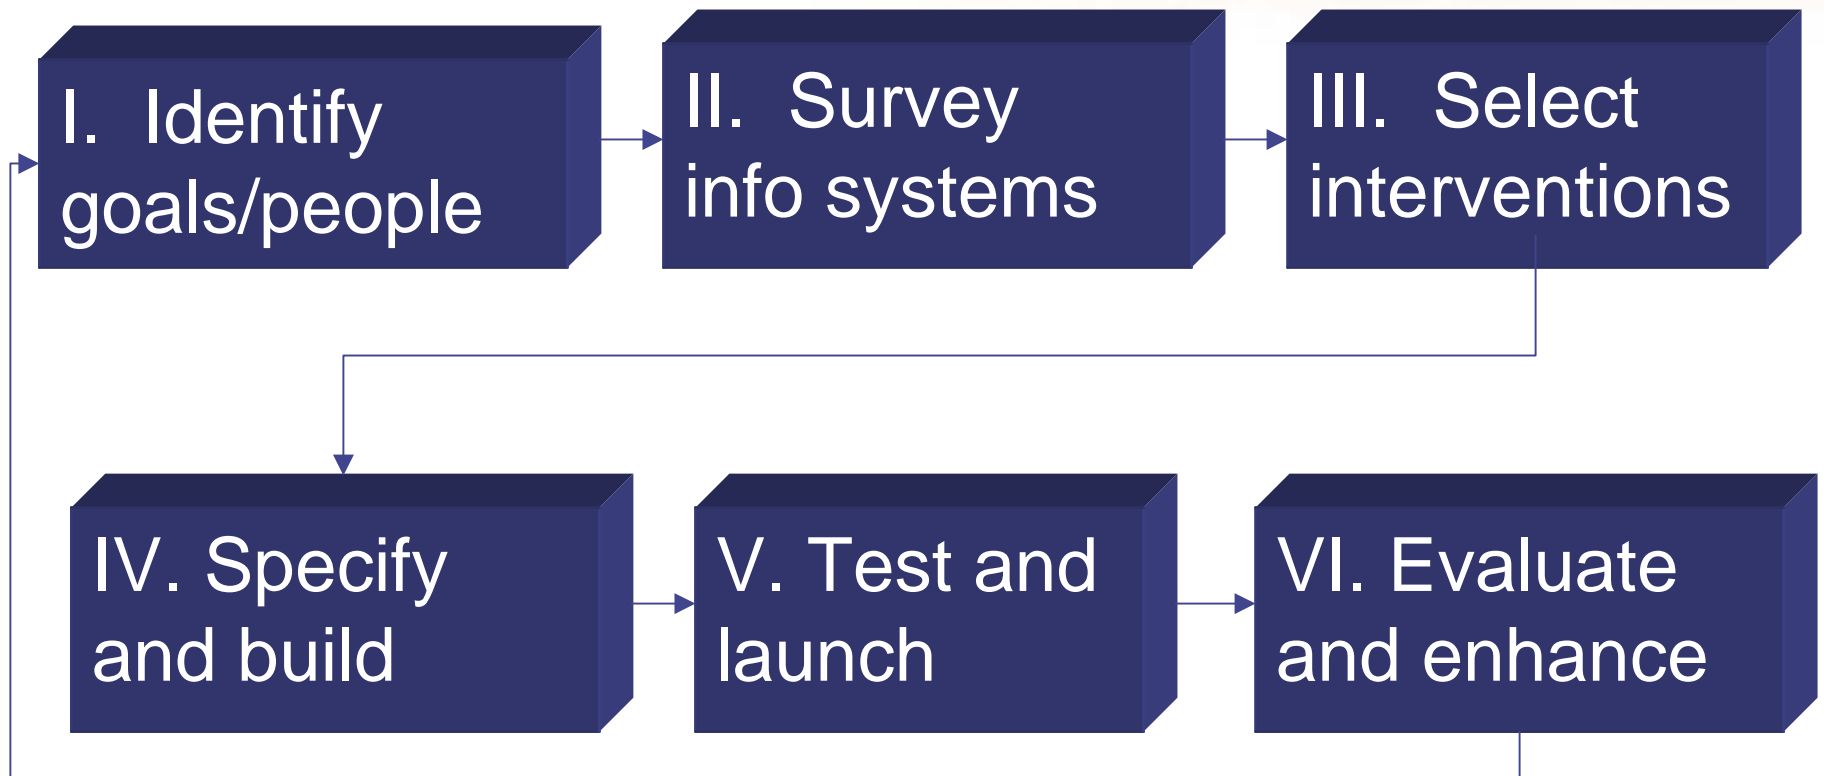 I.  Identify
goals/people
II.  Survey
info systems
III.  Select
interventions
IV. Specify
and build
V. Test and
launch
VI. Evaluate
and enhance